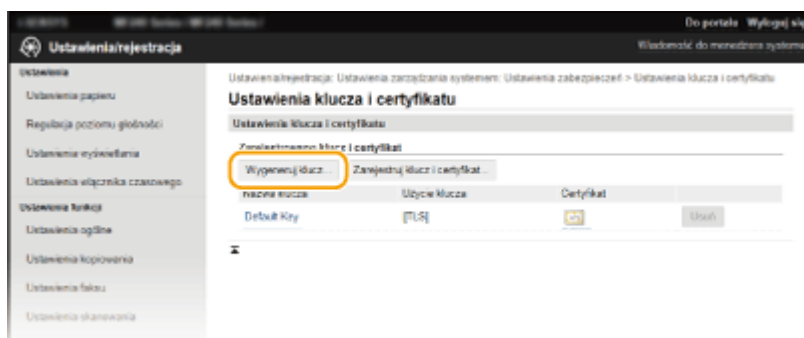 Do portalu Wyloguj się
Ustawienia/rejestracja
Wiadomość do menedżera systemu
Ustawienia
Ustawienia papieru
Regulacja poziomu głośności
Ustawienia wyświetlania
Ustawienia włącznika czasowego
Ustawienia funkcji
Ustawienia ogólne
Ustawienia kopiowania
Ustawienia faksu
Ustawienia skanowania
Ustawienia/rejestracja: Ustawienia zarządzania systemem: Ustawienia zabezpieczeń > Ustawienia klucza i certyfikatu
Ustawienia klucza i certyfikatu
Ustawienia klucza i certyfikatu
Zarejestrowano klucz i certyfikat
Wygeneruj klucz... Zarejestruj klucz i certyfikat...
Nazwa klucza Użycie klucza Certyfikat
Default Key [TLS] Usuń